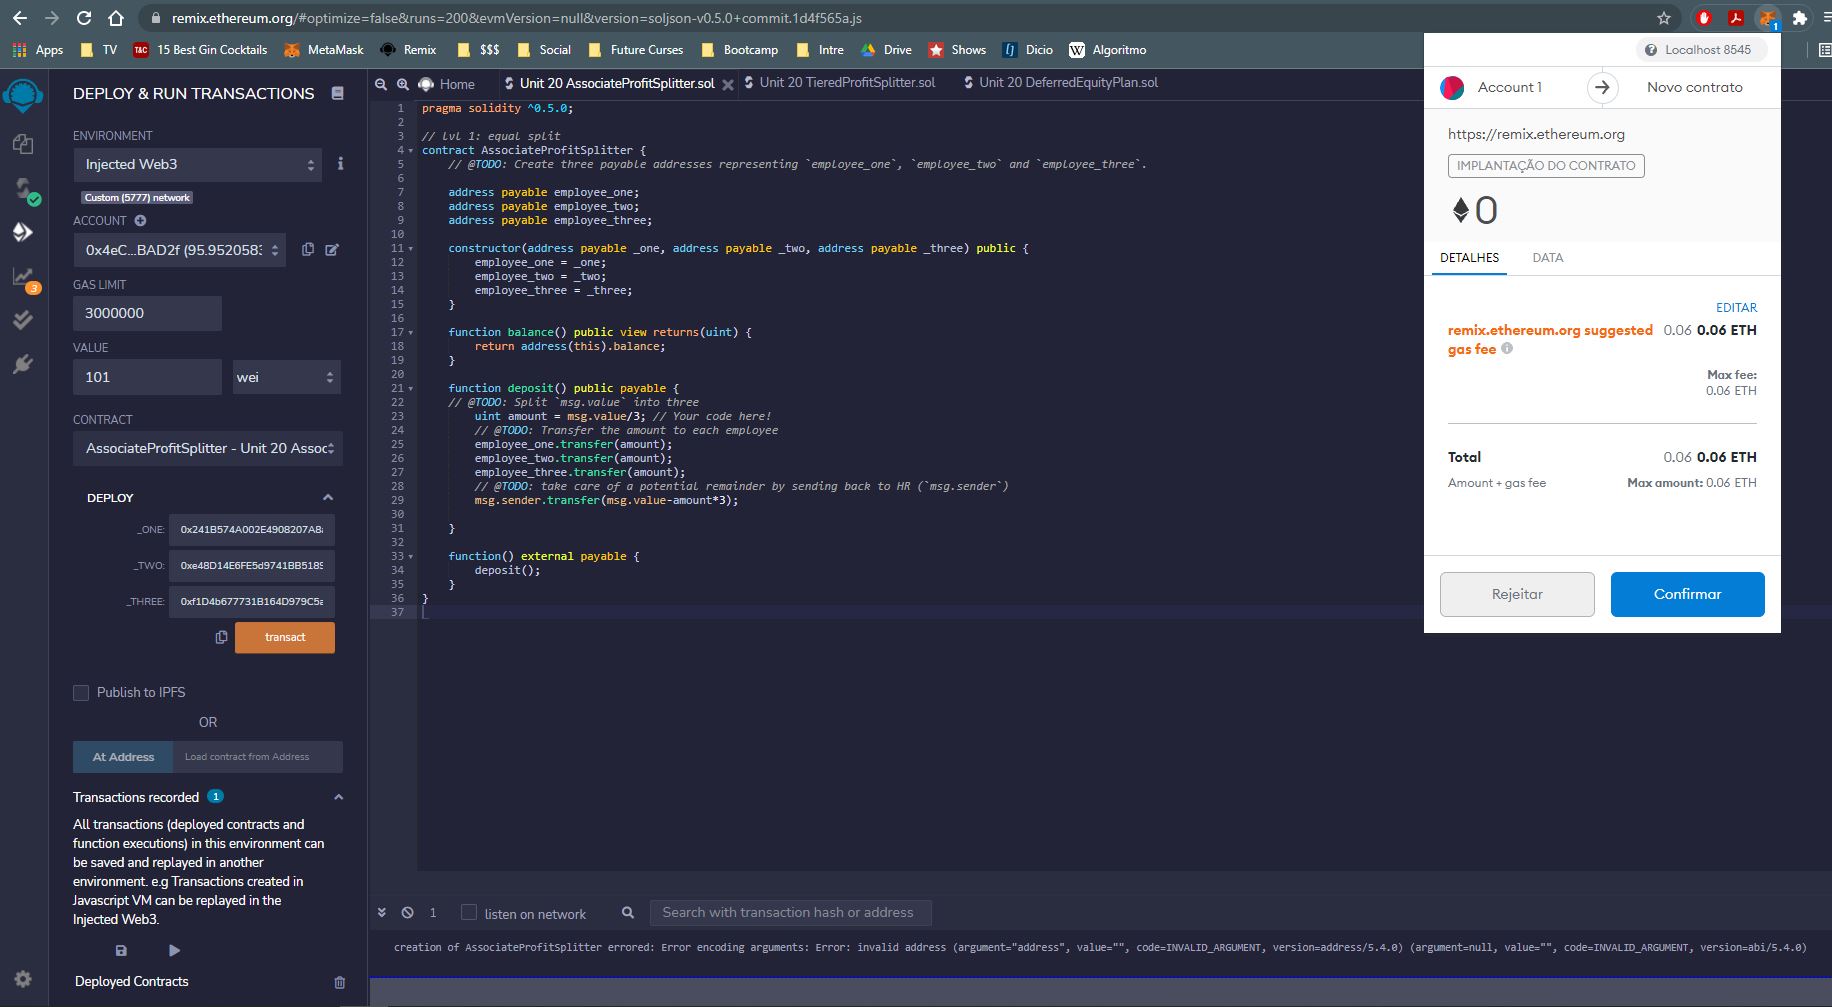 remix.ethereum.org/#optimize=false&runs=200&evmVersion=null&version=soljson-v0.5.0+commit.1d4f565a.js
1
Apps TV T&C 15 Best Gin Cocktails MetaMask Remix $$$ Social Future Curses Bootcamp Intre Drive Shows Dicio W Algoritmo
DEPLOY & RUN TRANSACTIONS
ENVIRONMENT
Injected Web3
i
Custom (5777) network
ACCOUNT
0x4eC...BAD2f (95.952058
GAS LIMIT
3000000
VALUE
101
wei
CONTRACT
AssociateProfitSplitter - Unit 20 Assoc
DEPLOY
_ONE: 0x241B574A002E4908207A8
_TWO: 0xe48D14E6FE5d9741BB518
_THREE: 0xf1D4b677731B164D979C5
transact
Publish to IPFS
OR
At Address
Load contract from Address
Transactions recorded 1
All transactions (deployed contracts and
function executions) in this environment can
be saved and replayed in another
environment. e.g Transactions created in
Javascript VM can be replayed in the
Injected Web3.
Deployed Contracts
3
Home
Unit 20 AssociateProfitSplitter.sol
Unit 20 TieredProfitSplitter.sol
Unit 20 DeferredEquityPlan.sol
1 pragma solidity ^0.5.0;
2
3 // lvl 1: equal split
4 contract AssociateProfitSplitter {
5 // @TODO: Create three payable addresses representing `employee_one`, `employee_two` and `employee_three`.
6
7 address payable employee_one;
8 address payable employee_two;
9 address payable employee_three;
10
11 constructor(address payable _one, address payable _two, address payable _three) public {
12 employee_one = _one;
13 employee_two = _two;
14 employee_three = _three;
15 }
16
17 function balance() public view returns(uint) {
18 return address(this).balance;
19 }
20
21 function deposit() public payable {
22 // @TODO: Split `msg.value` into three
23 uint amount = msg.value/3; // Your code here!
24 // @TODO: Transfer the amount to each employee
25 employee_one.transfer(amount);
26 employee_two.transfer(amount);
27 employee_three.transfer(amount);
28 // @TODO: take care of a potential remainder by sending back to HR (`msg.sender`)
29 msg.sender.transfer(msg.value-amount*3);
30
31 }
32
33 function() external payable {
34 deposit();
35 }
36 }
37
1
listen on network
Search with transaction hash or address
creation of AssociateProfitSplitter errored: Error encoding arguments: Error: invalid address (argument="address", value="", code=INVALID_ARGUMENT, version=address/5.4.0) (argument=null, value="", code=INVALID_ARGUMENT, version=abi/5.4.0)
? Localhost 8545
Account 1
Novo contrato
https://remix.ethereum.org
IMPLANTAÇÃO DO CONTRATO
0
DETALHES
DATA
EDITAR
remix.ethereum.org suggested 0.06 0.06 ETH
gas fee
Max fee:
0.06 ETH
Total 0.06 0.06 ETH
Amount + gas fee Max amount: 0.06 ETH
Rejeitar
Confirmar